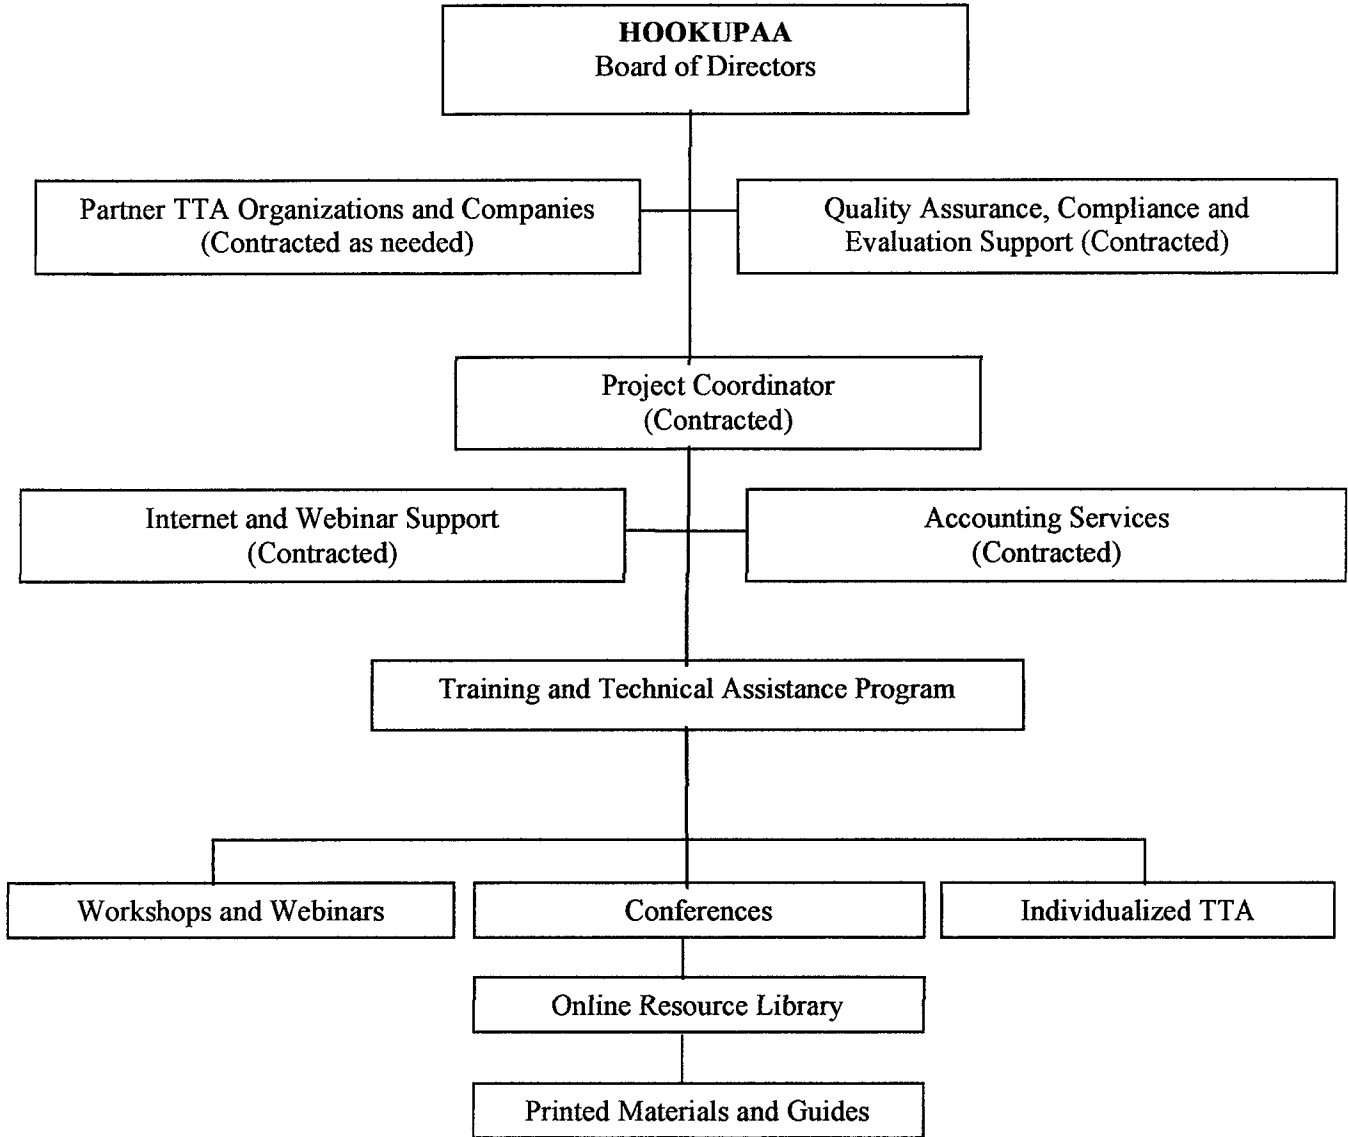 HOOKUPAA
Board of Directors
Partner TTA Organizations and Companies
(Contracted as needed)
Quality Assurance, Compliance and
Evaluation Support (Contracted)
Project Coordinator
(Contracted)
Internet and Webinar Support
(Contracted)
Accounting Services
(Contracted)
Training and Technical Assistance Program
Workshops and Webinars
Conferences
Individualized TTA
Online Resource Library
Printed Materials and Guides